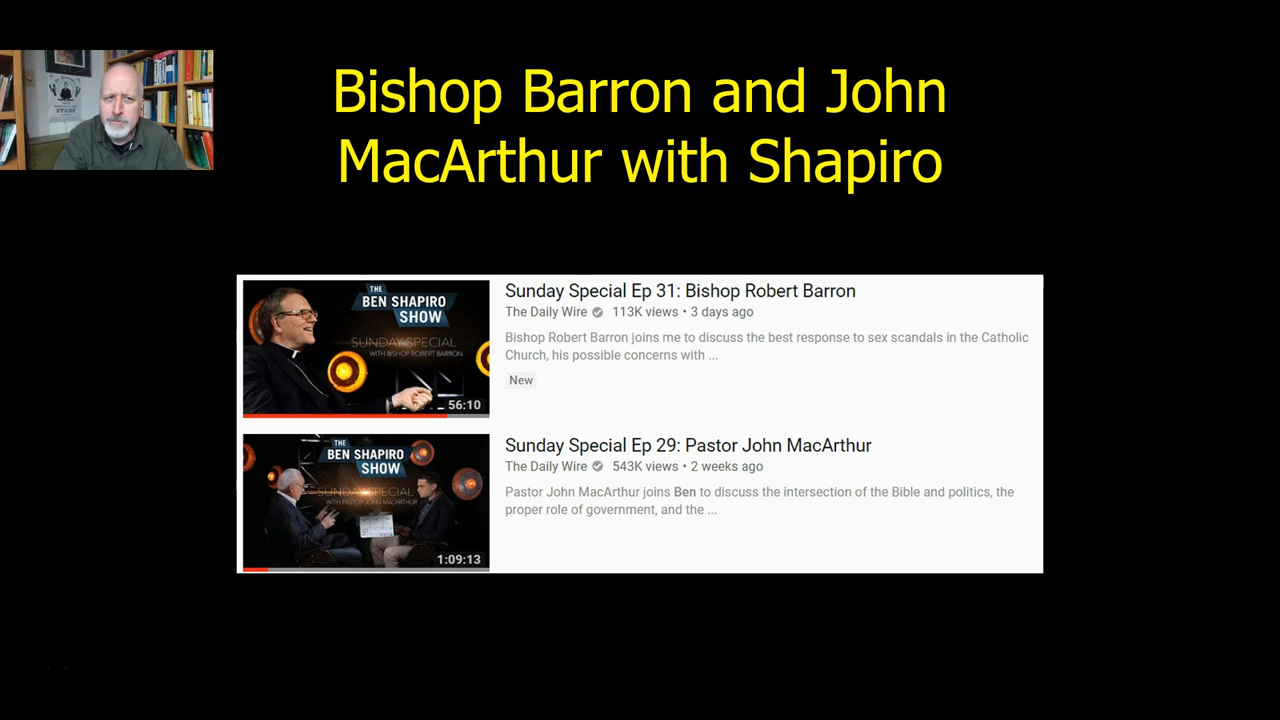 Bishop Barron and John
MacArthur with Shapiro
THE
BEN SHAPIRO
SHOW
SUNDAY SPECIAL
WITH BISHOP ROBERT BARRON
56:10
Sunday Special Ep 31: Bishop Robert Barron
The Daily Wire 113K views • 3 days ago
Bishop Robert Barron joins me to discuss the best response to sex scandals in the Catholic
Church, his possible concerns with ...
New
THE
BEN SHAPIRO
SHOW
SUNDAY SPECIAL
WITH PASTOR JOHN MACARTHUR
1:09:13
Sunday Special Ep 29: Pastor John MacArthur
The Daily Wire 543K views • 2 weeks ago
Pastor John MacArthur joins Ben to discuss the intersection of the Bible and politics, the
proper role of government, and the ...